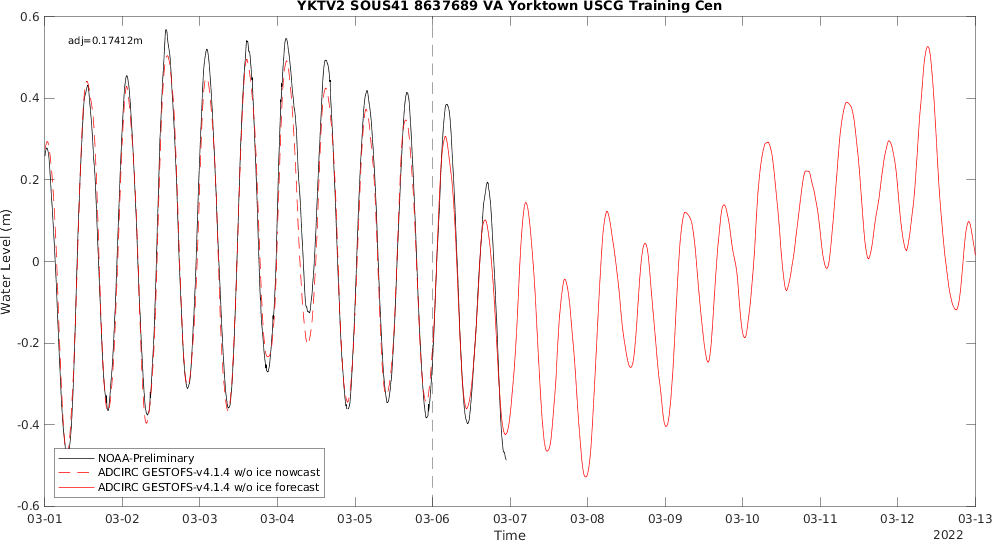 YKTV2 SOUS41 8637689 VA Yorktown USCG Training Cen
adj=0.17412m
0.6
0.4
0.2
0
-0.2
-0.4
-0.6
Water Level (m)
NOAA-Preliminary
ADCIRC GESTOFS-v4.1.4 w/o ice nowcast
ADCIRC GESTOFS-v4.1.4 w/o ice forecast
03-01 03-02 03-03 03-04 03-05 03-06 03-07 03-08 03-09 03-10 03-11 03-12 03-13
Time
2022